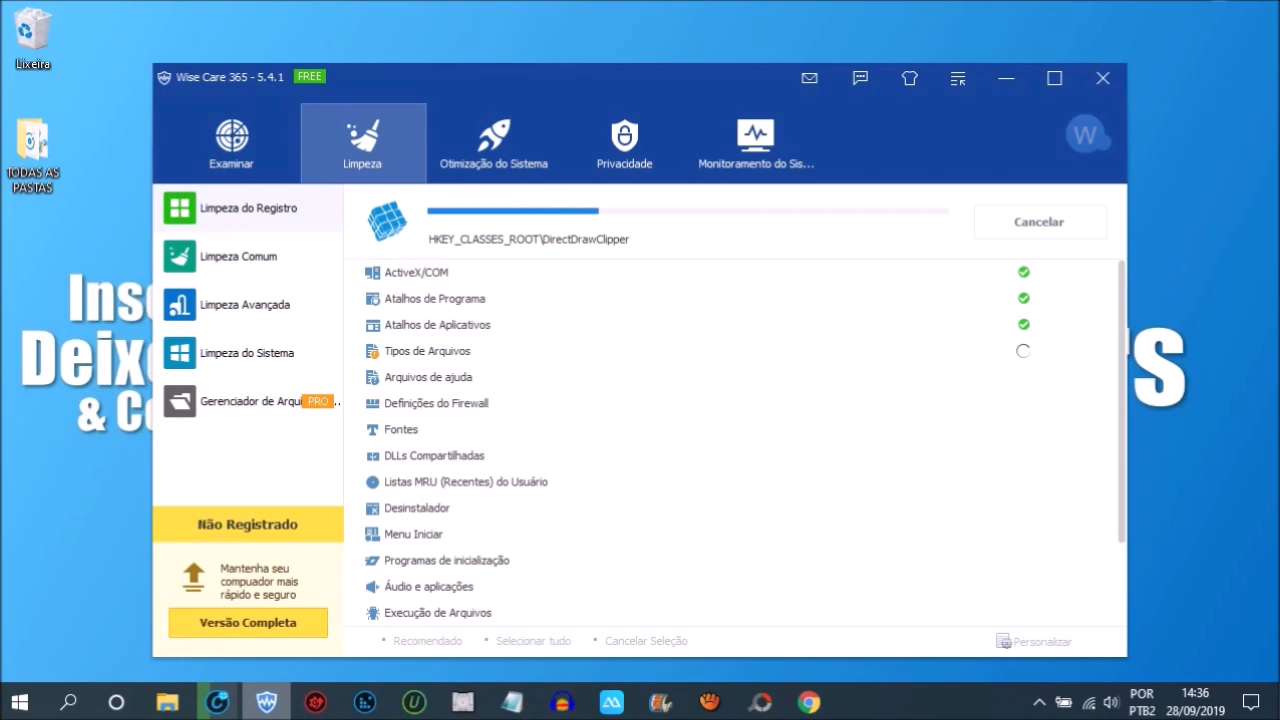 Lixeira
TODAS AS
PASTAS
Wise Care 365 - 5.4.1 FREE
Examinar
Limpeza
Otimização do Sistema
Privacidade
Monitoramento do Sis...
W
Limpeza do Registro
Limpeza Comum
Limpeza Avançada
Limpeza do Sistema
Gerenciador de Arqui PRO ..
HKEY_CLASSES_ROOT\DirectDrawClipper
Cancelar
ActiveX/COM
Atalhos de Programa
Atalhos de Aplicativos
Tipos de Arquivos
Arquivos de ajuda
Definições do Firewall
Fontes
DLLs Compartilhadas
Listas MRU (Recentes) do Usuário
Desinstalador
Menu Iniciar
Programas de inicialização
Áudio e aplicações
Execução de Arquivos
Não Registrado
Mantenha seu
compuador mais
rápido e seguro
Versão Completa
Recomendado
Selecionar tudo
Cancelar Seleção
Personalizar
Deixe
& Co
POR
PTB2
14:36
28/09/2019